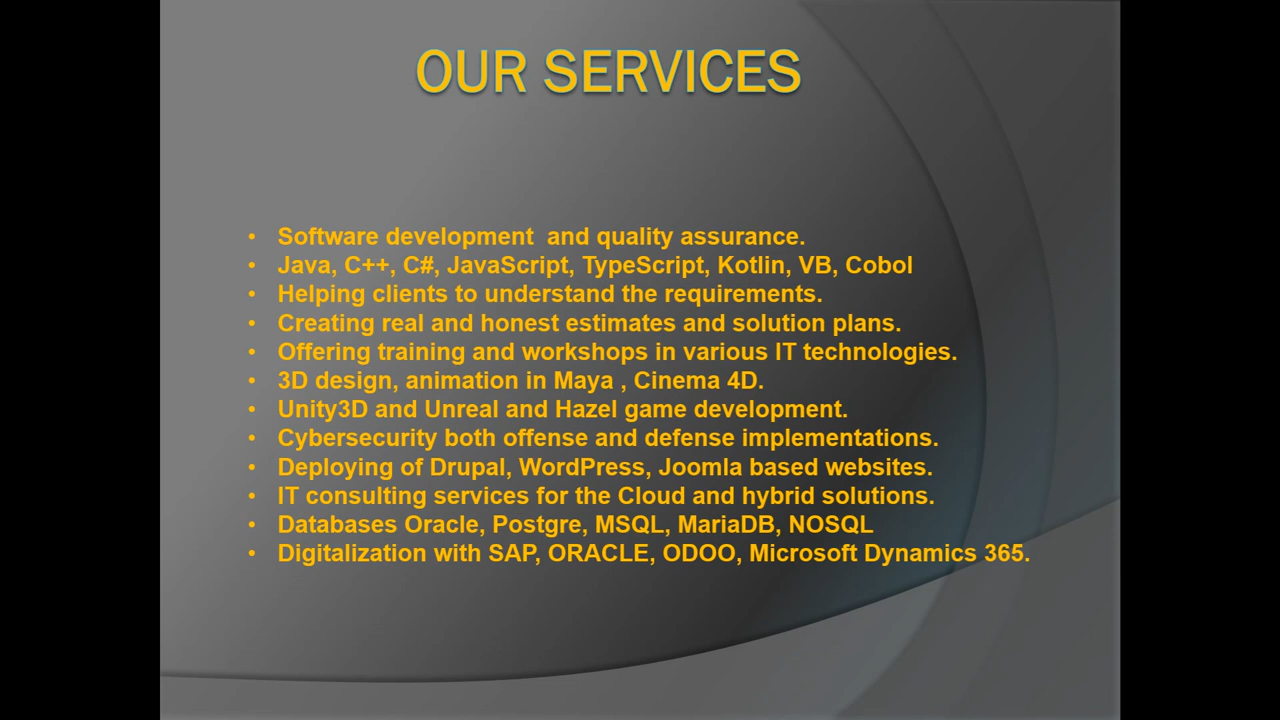 OUR SERVICES
• Software development  and quality assurance.
• Java, C++, C#, JavaScript, TypeScript, Kotlin, VB, Cobol
• Helping clients to understand the requirements.
• Creating real and honest estimates and solution plans.
• Offering training and workshops in various IT technologies.
• 3D design, animation in Maya , Cinema 4D.
• Unity3D and Unreal and Hazel game development.
• Cybersecurity both offense and defense implementations.
• Deploying of Drupal, WordPress, Joomla based websites.
• IT consulting services for the Cloud and hybrid solutions.
• Databases Oracle, Postgre, MSQL, MariaDB, NOSQL
• Digitalization with SAP, ORACLE, ODOO, Microsoft Dynamics 365.